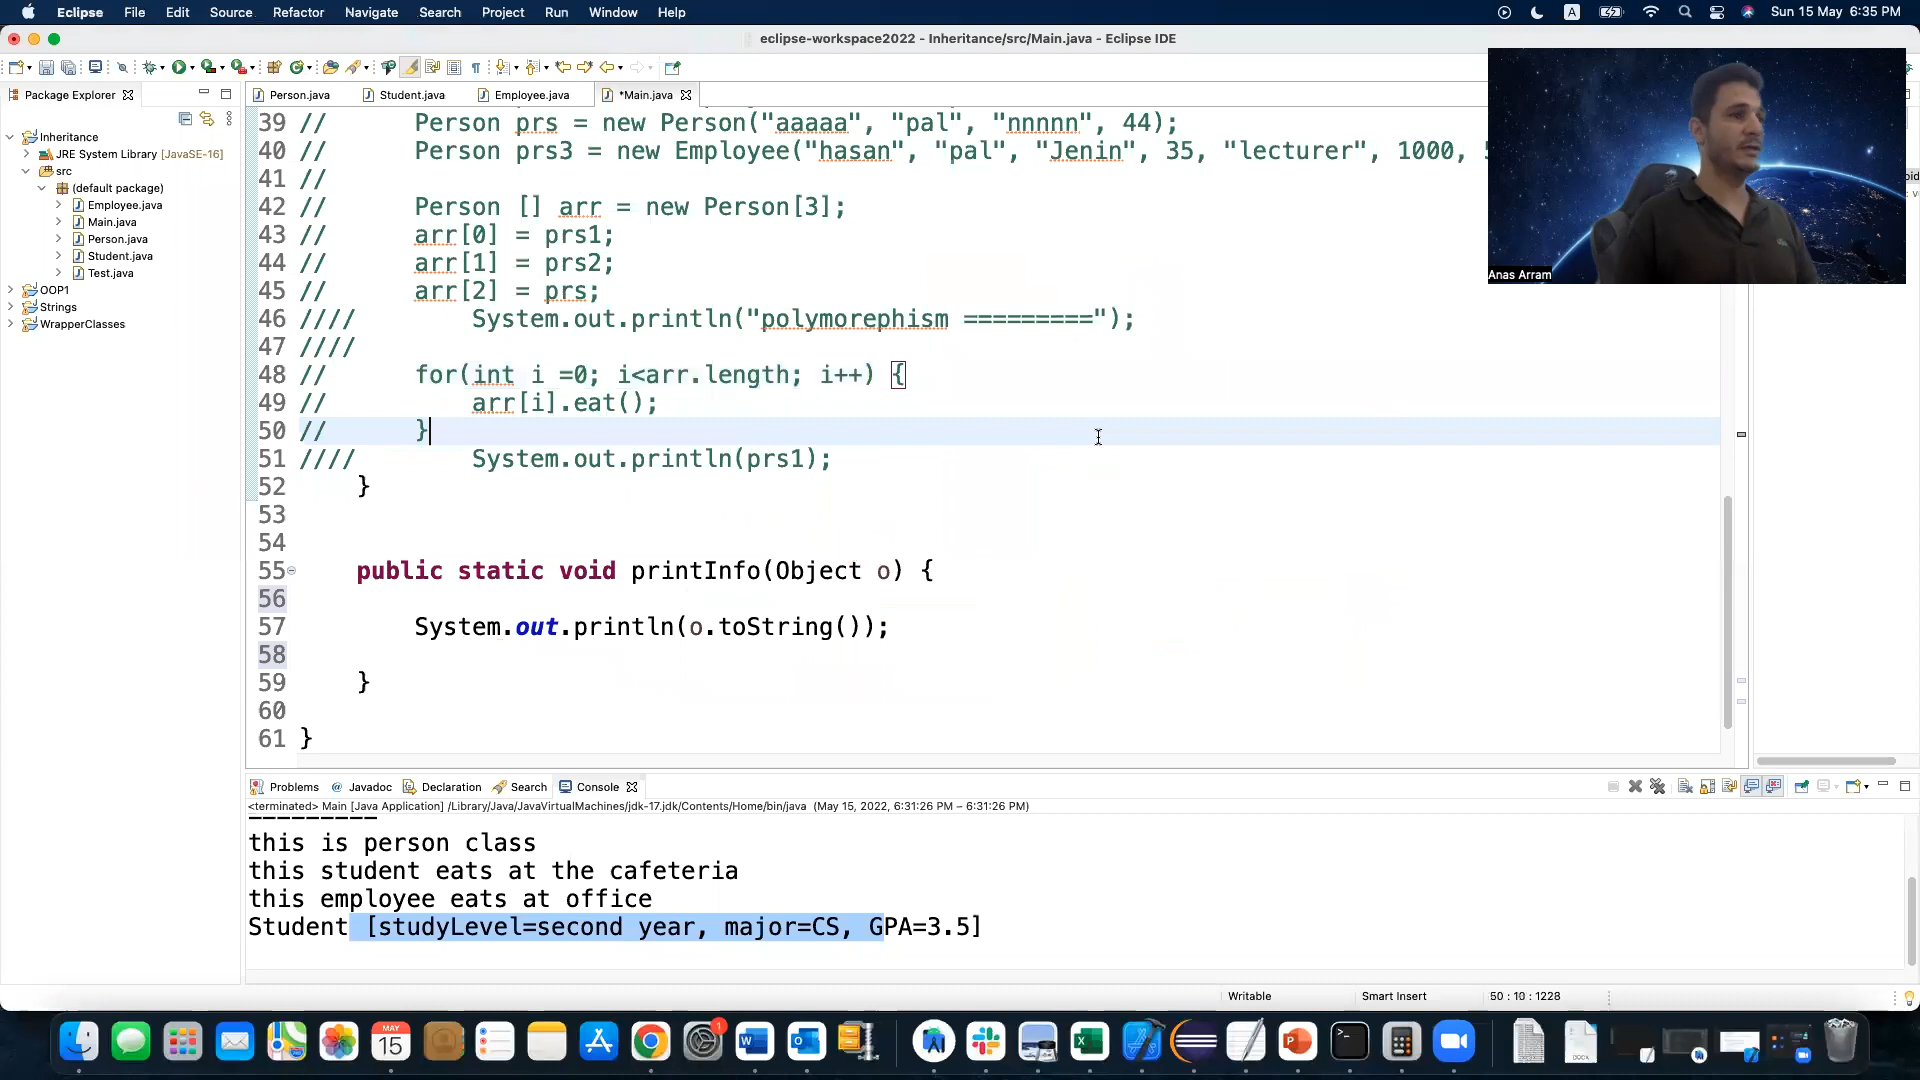 Eclipse File Edit Source Refactor Navigate Search Project Run Window Help
A
Sun 15 May 6:35 PM
eclipse-workspace2022 - Inheritance/src/Main.java - Eclipse IDE
Package Explorer
Person.java
Student.java
Employee.java
*Main.java
Inheritance
JRE System Library [JavaSE-16]
src
(default package)
Employee.java
Main.java
Person.java
Student.java
Test.java
OOP1
Strings
WrapperClasses
39 // Person prs = new Person("aaaaa", "pal", "nnnnn", 44);
40 // Person prs3 = new Employee("hasan", "pal", "Jenin", 35, "lecturer", 1000,
41 //
42 // Person [] arr = new Person[3];
43 // arr[0] = prs1;
44 // arr[1] = prs2;
45 // arr[2] = prs;
46 //// System.out.println("polymorephism =========");
47 ////
48 // for(int i =0; i<arr.length; i++) {
49 // arr[i].eat();
50 // }
51 //// System.out.println(prs1);
52 }
53
54
55 public static void printInfo(Object o) {
56
57 System.out.println(o.toString());
58
59 }
60
61 }
Anas Arram
Problems Javadoc Declaration Search Console
<terminated> Main [Java Application] /Library/Java/JavaVirtualMachines/jdk-17.jdk/Contents/Home/bin/java (May 15, 2022, 6:31:26 PM – 6:31:26 PM)
=========
this is person class
this student eats at the cafeteria
this employee eats at office
Student [studyLevel=second year, major=CS, GPA=3.5]
Writable
Smart Insert
50 : 10 : 1228
MAY
15
1